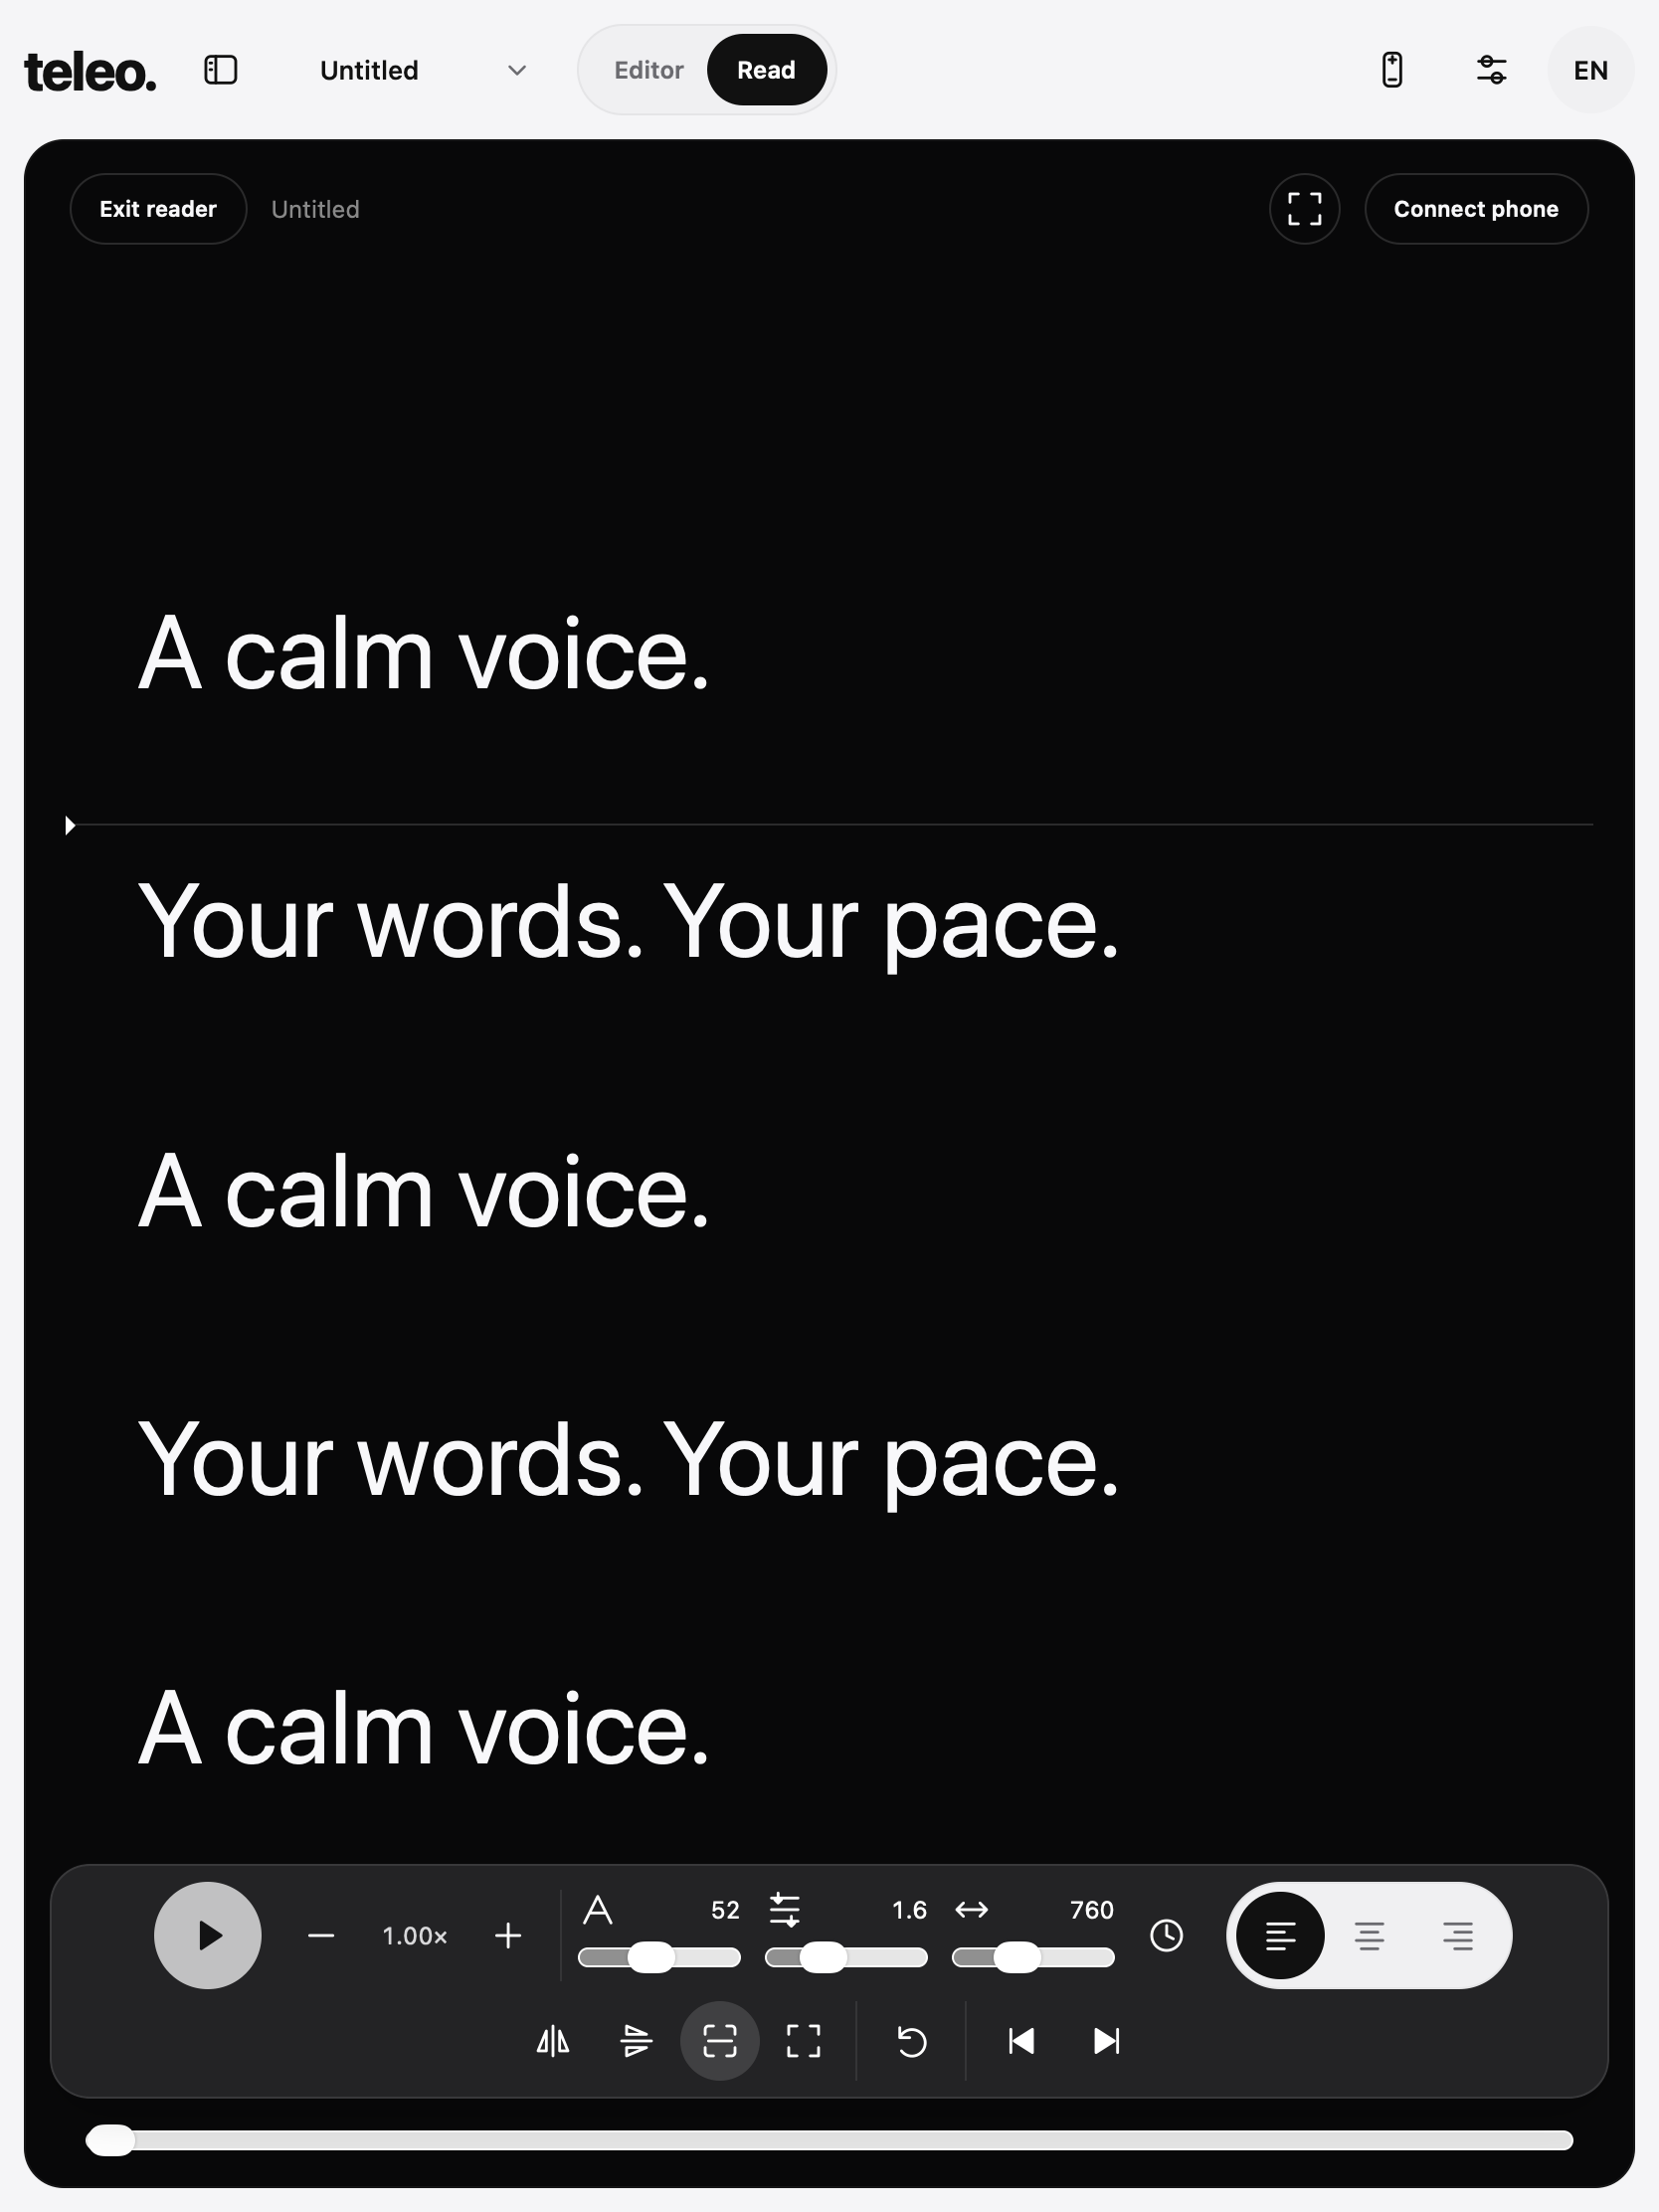 teleo.
Untitled
Editor
Read
EN
Exit reader
Untitled
Connect phone
A calm voice.
Your words. Your pace.
A calm voice.
Your words. Your pace.
A calm voice.
1.00×
52
1.6
760